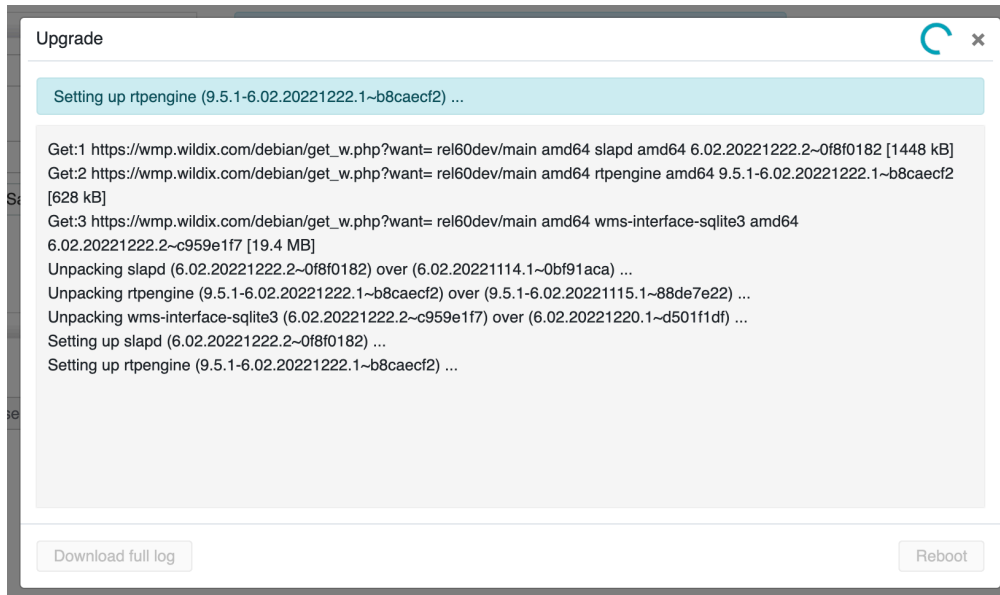 Upgrade
Setting up rtpengine (9.5.1-6.02.20221222.1~b8caecf2) ...
Get:1 https://wmp.wildix.com/debian/get_w.php?want= rel60dev/main amd64 slapd amd64 6.02.20221222.2~0f8f0182 [1448 kB]
Get:2 https://wmp.wildix.com/debian/get_w.php?want= rel60dev/main amd64 rtpengine amd64 9.5.1-6.02.20221222.1~b8caecf2
[628 kB]
Get:3 https://wmp.wildix.com/debian/get_w.php?want= rel60dev/main amd64 wms-interface-sqlite3 amd64
6.02.20221222.2~c959e1f7 [19.4 MB]
Unpacking slapd (6.02.20221222.2~0f8f0182) over (6.02.20221114.1~0bf91aca) ...
Unpacking rtpengine (9.5.1-6.02.20221222.1~b8caecf2) over (9.5.1-6.02.20221115.1~88de7e22) ...
Unpacking wms-interface-sqlite3 (6.02.20221222.2~c959e1f7) over (6.02.20221220.1~d501f1df) ...
Setting up slapd (6.02.20221222.2~0f8f0182) ...
Setting up rtpengine (9.5.1-6.02.20221222.1~b8caecf2) ...
Download full log
Reboot